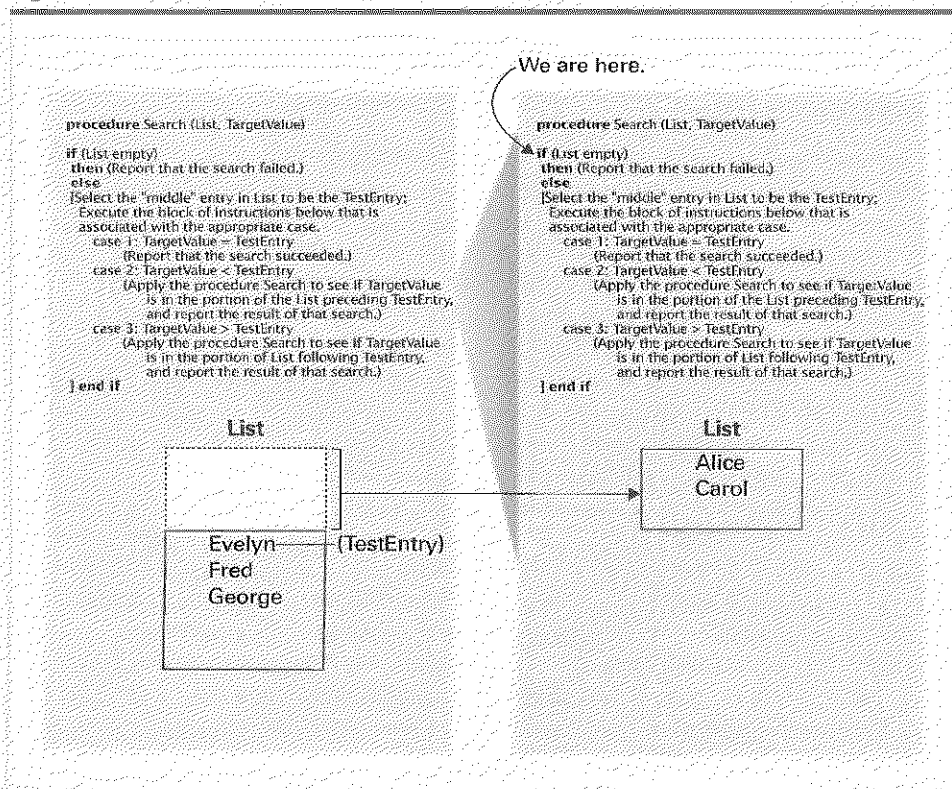 We are here.
procedure Search (List, TargetValue)
if (List empty)
then (Report that the search failed.)
else
[Select the "middle" entry in List to be the TestEntry;
Execute the block of instructions below that is
associated with the appropriate case.
case 1: TargetValue = TestEntry
(Report that the search succeeded.)
case 2: TargetValue < TestEntry
(Apply the procedure Search to see if TargetValue
is in the portion of the List preceding TestEntry,
and report the result of that search.)
case 3: TargetValue > TestEntry
(Apply the procedure Search to see if TargetValue
is in the portion of List following TestEntry,
and report the result of that search.)
] end if
List
Evelyn (TestEntry)
Fred
George
procedure Search (List, TargetValue)
if (List empty)
then (Report that the search failed.)
else
[Select the "middle" entry in List to be the TestEntry;
Execute the block of instructions below that is
associated with the appropriate case.
case 1: TargetValue = TestEntry
(Report that the search succeeded.)
case 2: TargetValue < TestEntry
(Apply the procedure Search to see if TargetValue
is in the portion of the List preceding TestEntry,
and report the result of that search.)
case 3: TargetValue > TestEntry
(Apply the procedure Search to see if TargetValue
is in the portion of List following TestEntry,
and report the result of that search.)
] end if
List
Alice
Carol